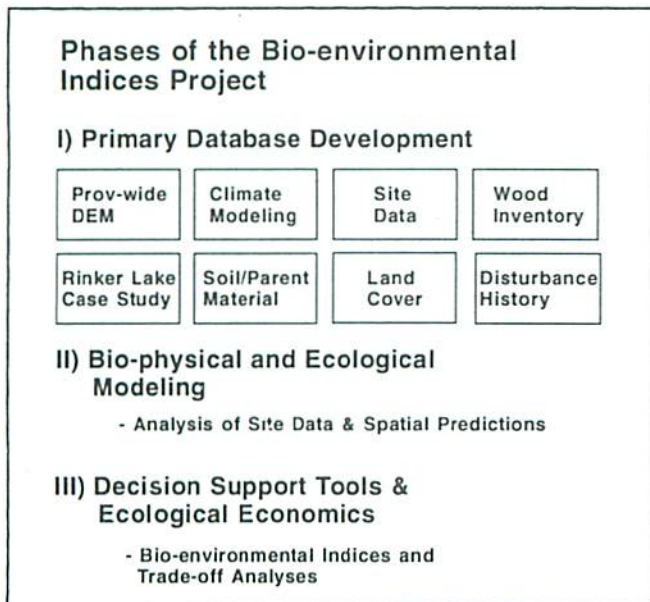 Phases of the Bio-environmental
Indices Project
I) Primary Database Development
Prov-wide
DEM
Climate
Modeling
Site
Data
Wood
Inventory
Rinker Lake
Case Study
Soil/Parent
Material
Land
Cover
Disturbance
History
II) Bio-physical and Ecological
Modeling
- Analysis of Site Data & Spatial Predictions
III) Decision Support Tools &
Ecological Economics
- Bio-environmental Indices and
Trade-off Analyses